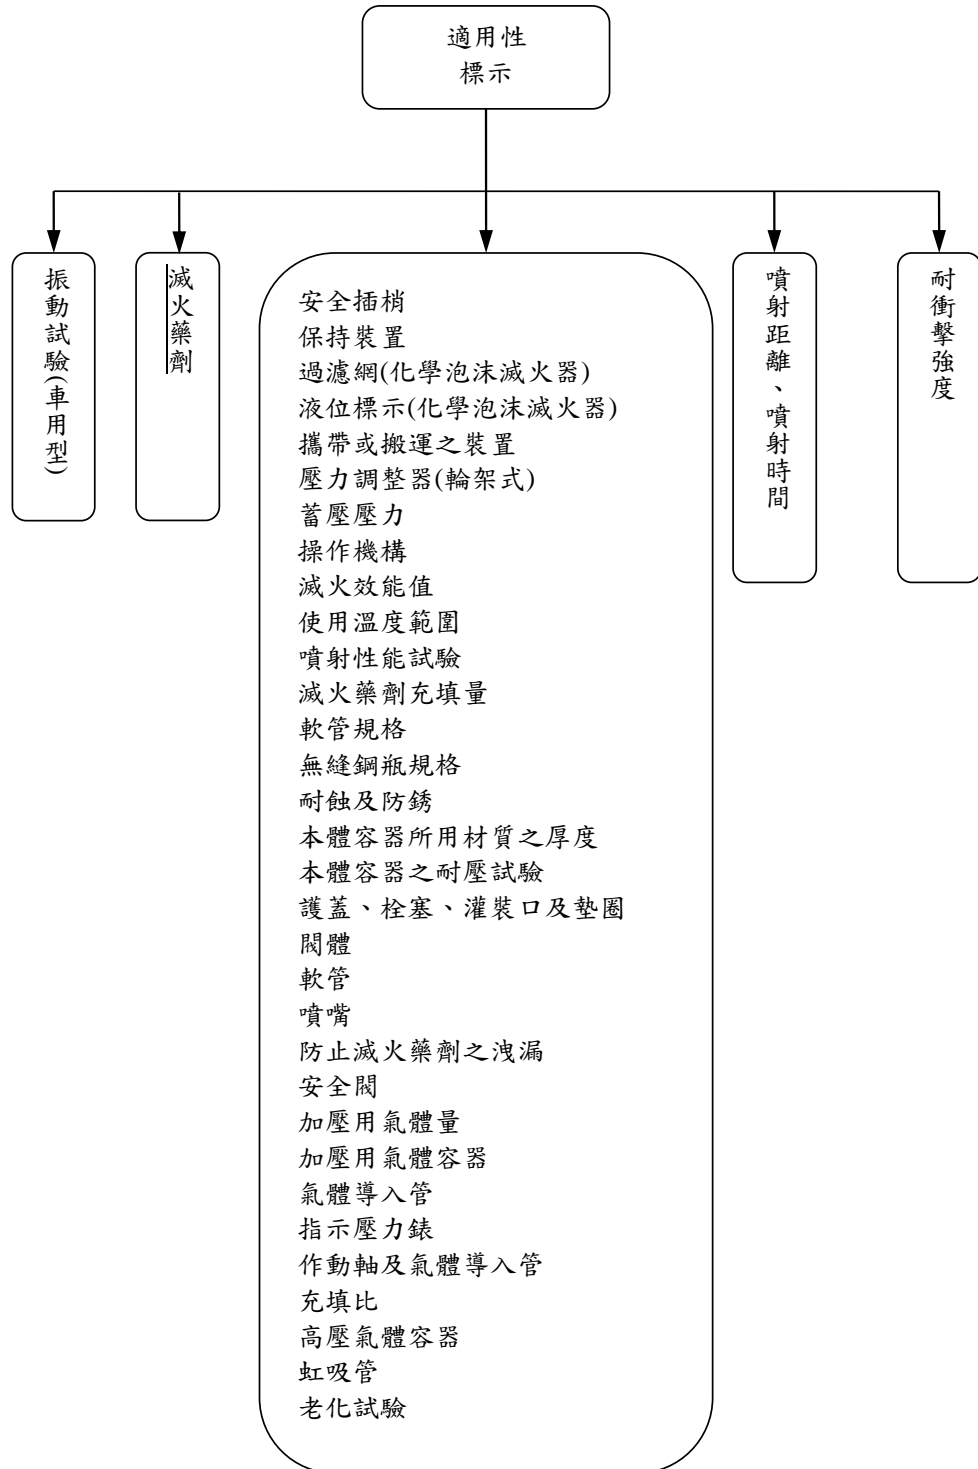 適用性
標示
振動試驗(車用型)
滅火藥劑
安全插梢
保持裝置
過濾網(化學泡沫滅火器)
液位標示(化學泡沫滅火器)
攜帶或搬運之裝置
壓力調整器(輪架式)
蓄壓壓力
操作機構
滅火效能值
使用溫度範圍
噴射性能試驗
滅火藥劑充填量
軟管規格
無縫鋼瓶規格
耐蝕及防銹
本體容器所用材質之厚度
本體容器之耐壓試驗
護蓋、栓塞、灌裝口及墊圈
閥體
軟管
噴嘴
防止滅火藥劑之洩漏
安全閥
加壓用氣體量
加壓用氣體容器
氣體導入管
指示壓力錶
作動軸及氣體導入管
充填比
高壓氣體容器
虹吸管
老化試驗
噴射距離、噴射時間
耐衝擊強度